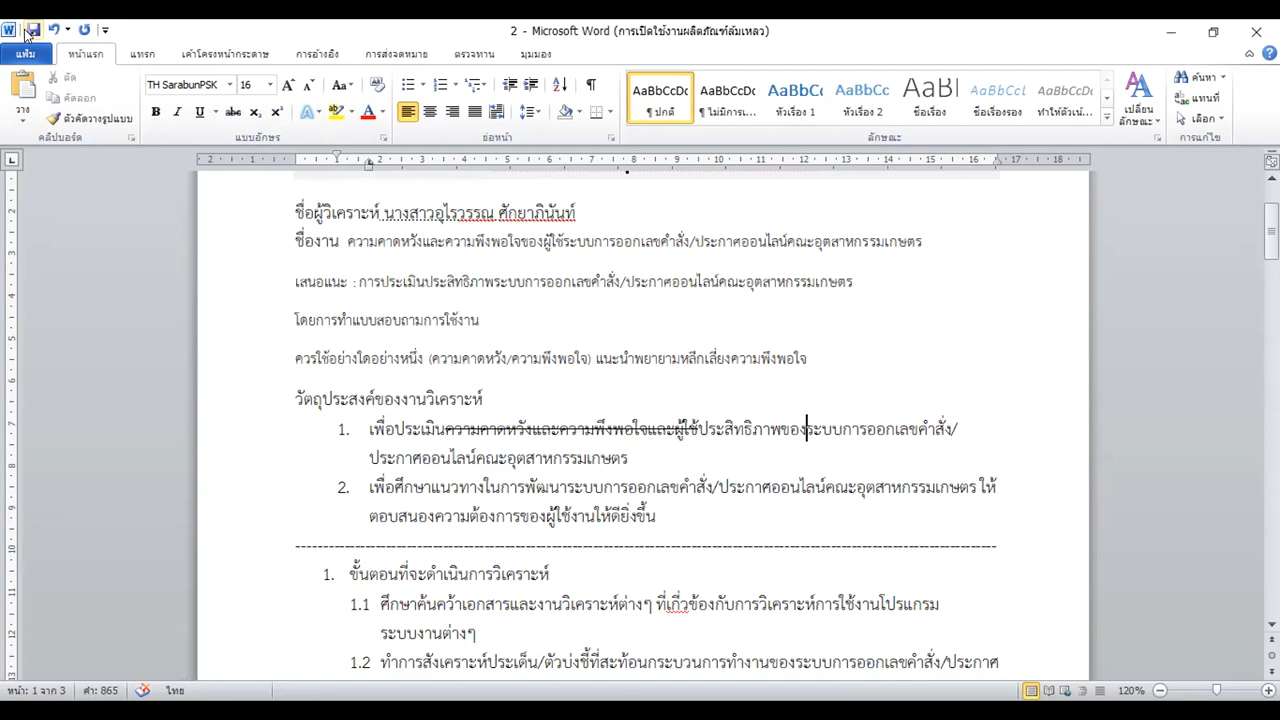 2 - Microsoft Word (การเปิดใช้งานผลิตภัณฑ์ล้มเหลว)
แฟ้ม หน้าแรก แทรก เค้าโครงหน้ากระดาษ การอ้างอิง การส่งจดหมาย ตรวจทาน มุมมอง
วาง
ตัด
คัดลอก
ตัวคัดวางรูปแบบ
คลิปบอร์ด
TH SarabunPSK 16
แบบอักษร
ย่อหน้า
AaBbCcDc AaBbCcDc AaBbCc AaBbCc AaBl AaBbCcL AaBbCcDc
¶ ปกติ ¶ ไม่มีการเ... หัวเรื่อง 1 หัวเรื่อง 2 ชื่อเรื่อง ชื่อเรื่องรอง ทำให้ตัวเน้...
ลักษณะ
เปลี่ยน
ลักษณะ
ค้นหา
แทนที่
เลือก
การแก้ไข
2 1 1 2 3 4 5 6 7 8 9 10 11 12 13 14 15 16 17 18
ชื่อผู้วิเคราะห์ นางสาวอุไรวรรณ ศักยาภินันท์
ชื่องาน ความคาดหวังและความพึงพอใจของผู้ใช้ระบบการออกเลขคำสั่ง/ประกาศออนไลน์คณะอุตสาหกรรมเกษตร
เสนอแนะ : การประเมินประสิทธิภาพระบบการออกเลขคำสั่ง/ประกาศออนไลน์คณะอุตสาหกรรมเกษตร
โดยการทำแบบสอบถามการใช้งาน
ควรใช้อย่างใดอย่างหนึ่ง (ความคาดหวัง/ความพึงพอใจ) แนะนำพยายามหลีกเลี่ยงความพึงพอใจ
วัตถุประสงค์ของงานวิเคราะห์
1. เพื่อประเมินความคาดหวังและความพึงพอใจและผู้ใช้ประสิทธิภาพของระบบการออกเลขคำสั่ง/
ประกาศออนไลน์คณะอุตสาหกรรมเกษตร
2. เพื่อศึกษาแนวทางในการพัฒนาระบบการออกเลขคำสั่ง/ประกาศออนไลน์คณะอุตสาหกรรมเกษตร ให้
ตอบสนองความต้องการของผู้ใช้งานให้ดียิ่งขึ้น
1. ขั้นตอนที่จะดำเนินการวิเคราะห์
1.1 ศึกษาค้นคว้าเอกสารและงานวิเคราะห์ต่างๆ ที่เกี่วข้องกับการวิเคราะห์การใช้งานโปรแกรม
ระบบงานต่างๆ
1.2 ทำการสังเคราะห์ประเด็น/ตัวบ่งชี้ที่สะท้อนกระบวนการทำงานของระบบการออกเลขคำสั่ง/ประกาศ
หน้า: 1 จาก 3 คำ: 865 ไทย 120%